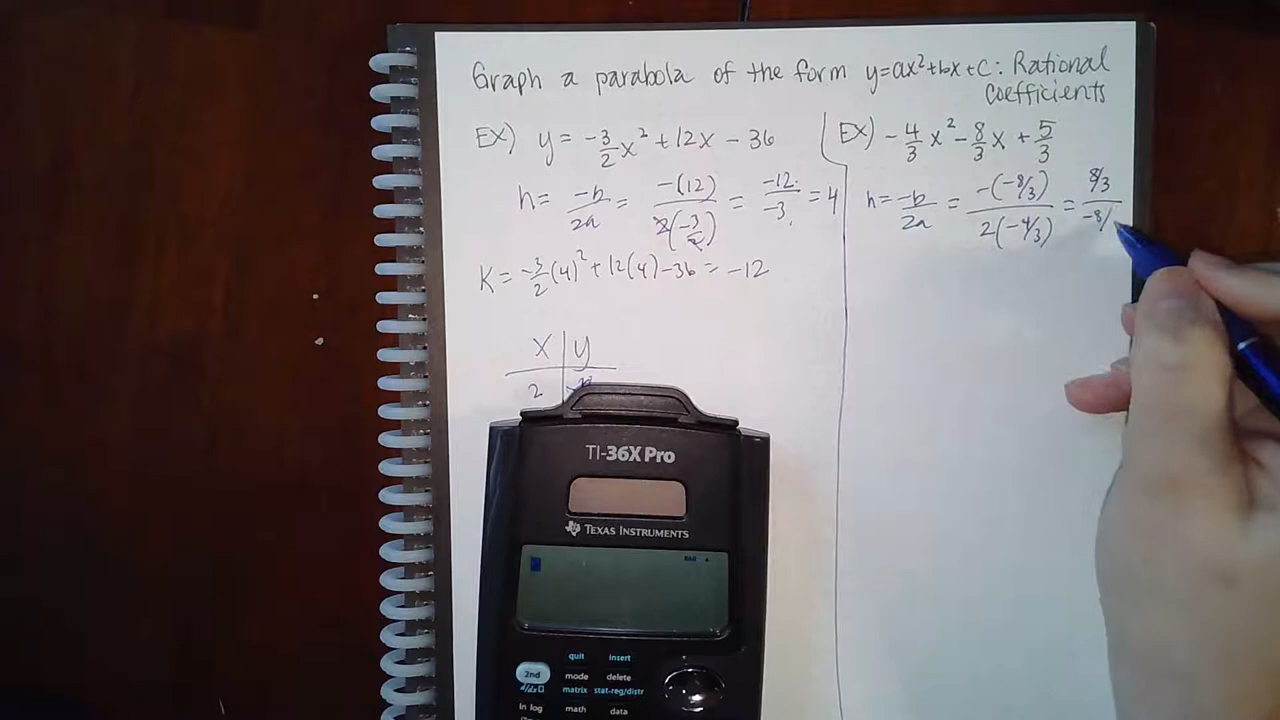 Graph a parabola of the form y=ax²+bx+c: Rational
Coefficients
EX) y = -3/2 x² + 12x - 36
h = -b/2a = -(12)/2(-3/2) = -12/-3 = 4
K = -3/2 (4)² + 12(4) - 36 = -12
x | y
2
EX) - 4/3 x² - 8/3 x + 5/3
h = -b/2a = -(-8/3)/2(-4/3) = 8/3/-8/ =
TI-36X Pro
TEXAS INSTRUMENTS
quit insert
2nd mode delete
matrix stat-reg/distr
ln log math data